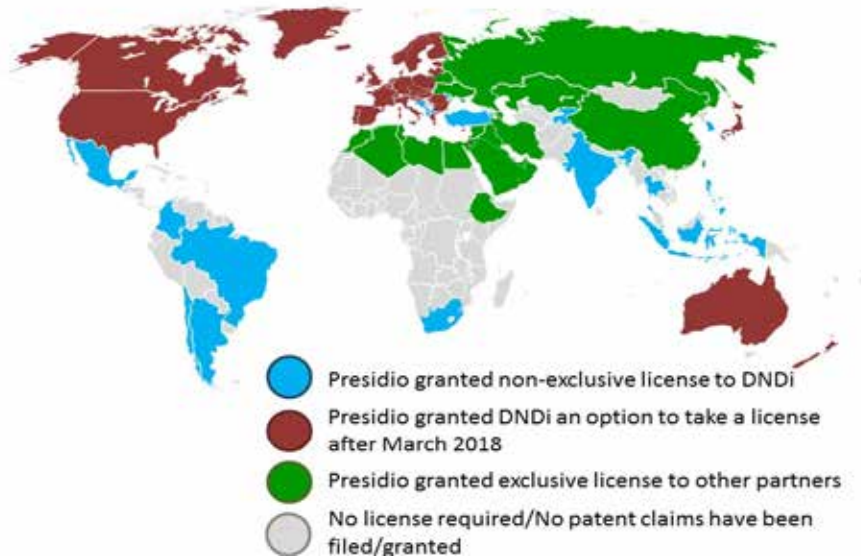 Presidio granted non-exclusive license to DNDi
Presidio granted DNDi an option to take a license
after March 2018
Presidio granted exclusive license to other partners
No license required/No patent claims have been
filed/granted